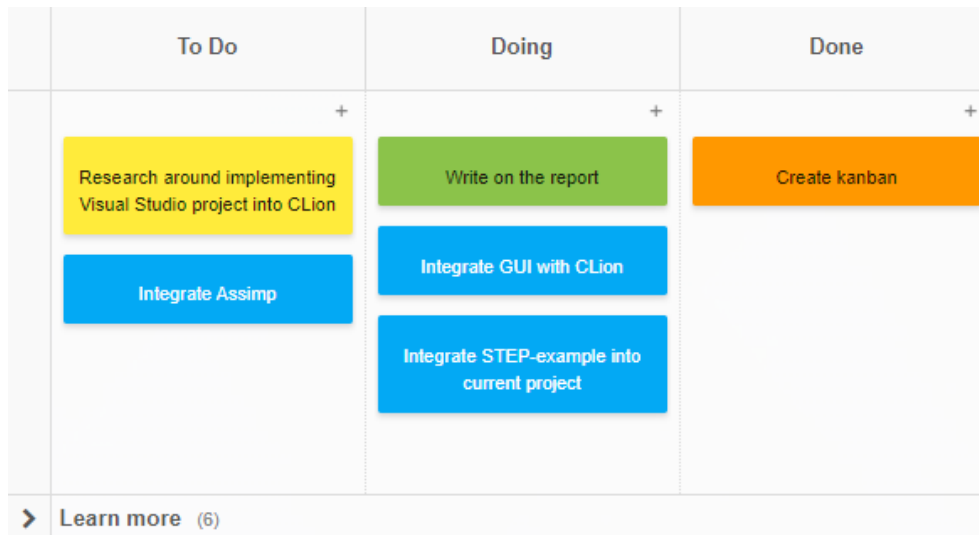 To Do
Doing
Done
+
+
+
Research around implementing
Visual Studio project into CLion
Integrate Assimp
Write on the report
Integrate GUI with CLion
Integrate STEP-example into
current project
Create kanban
Learn more (6)